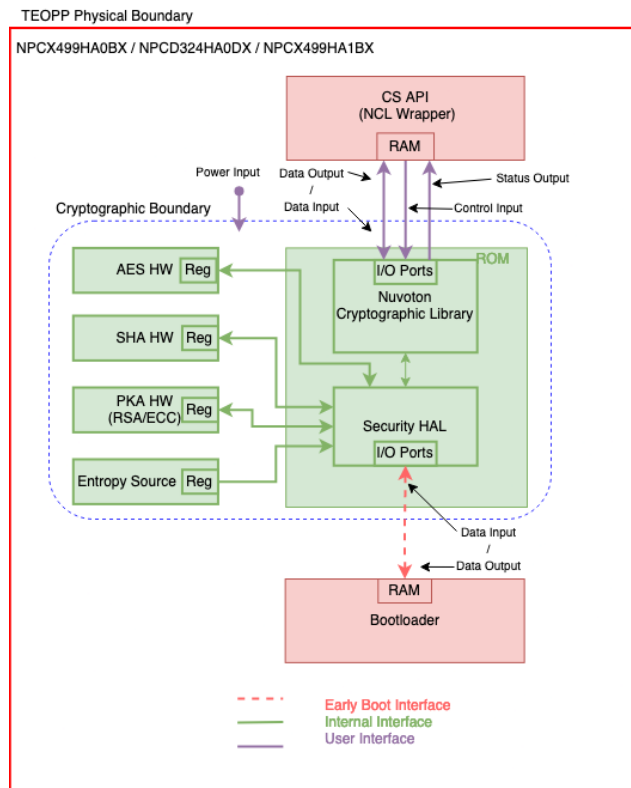 TEOPP Physical Boundary
NPCX499HA0BX / NPCD324HA0DX / NPCX499HA1BX
CS API
(NCL Wrapper)
RAM
Power Input
Data Output
/
Data Input
Status Output
Control Input
Cryptographic Boundary
ROM
AES HW
Reg
I/O Ports
Nuvoton
Cryptographic Library
SHA HW
Reg
PKA HW
(RSA/ECC)
Reg
Security HAL
I/O Ports
Entropy Source
Reg
Data Input
/
Data Output
RAM
Bootloader
Early Boot Interface
Internal Interface
User Interface